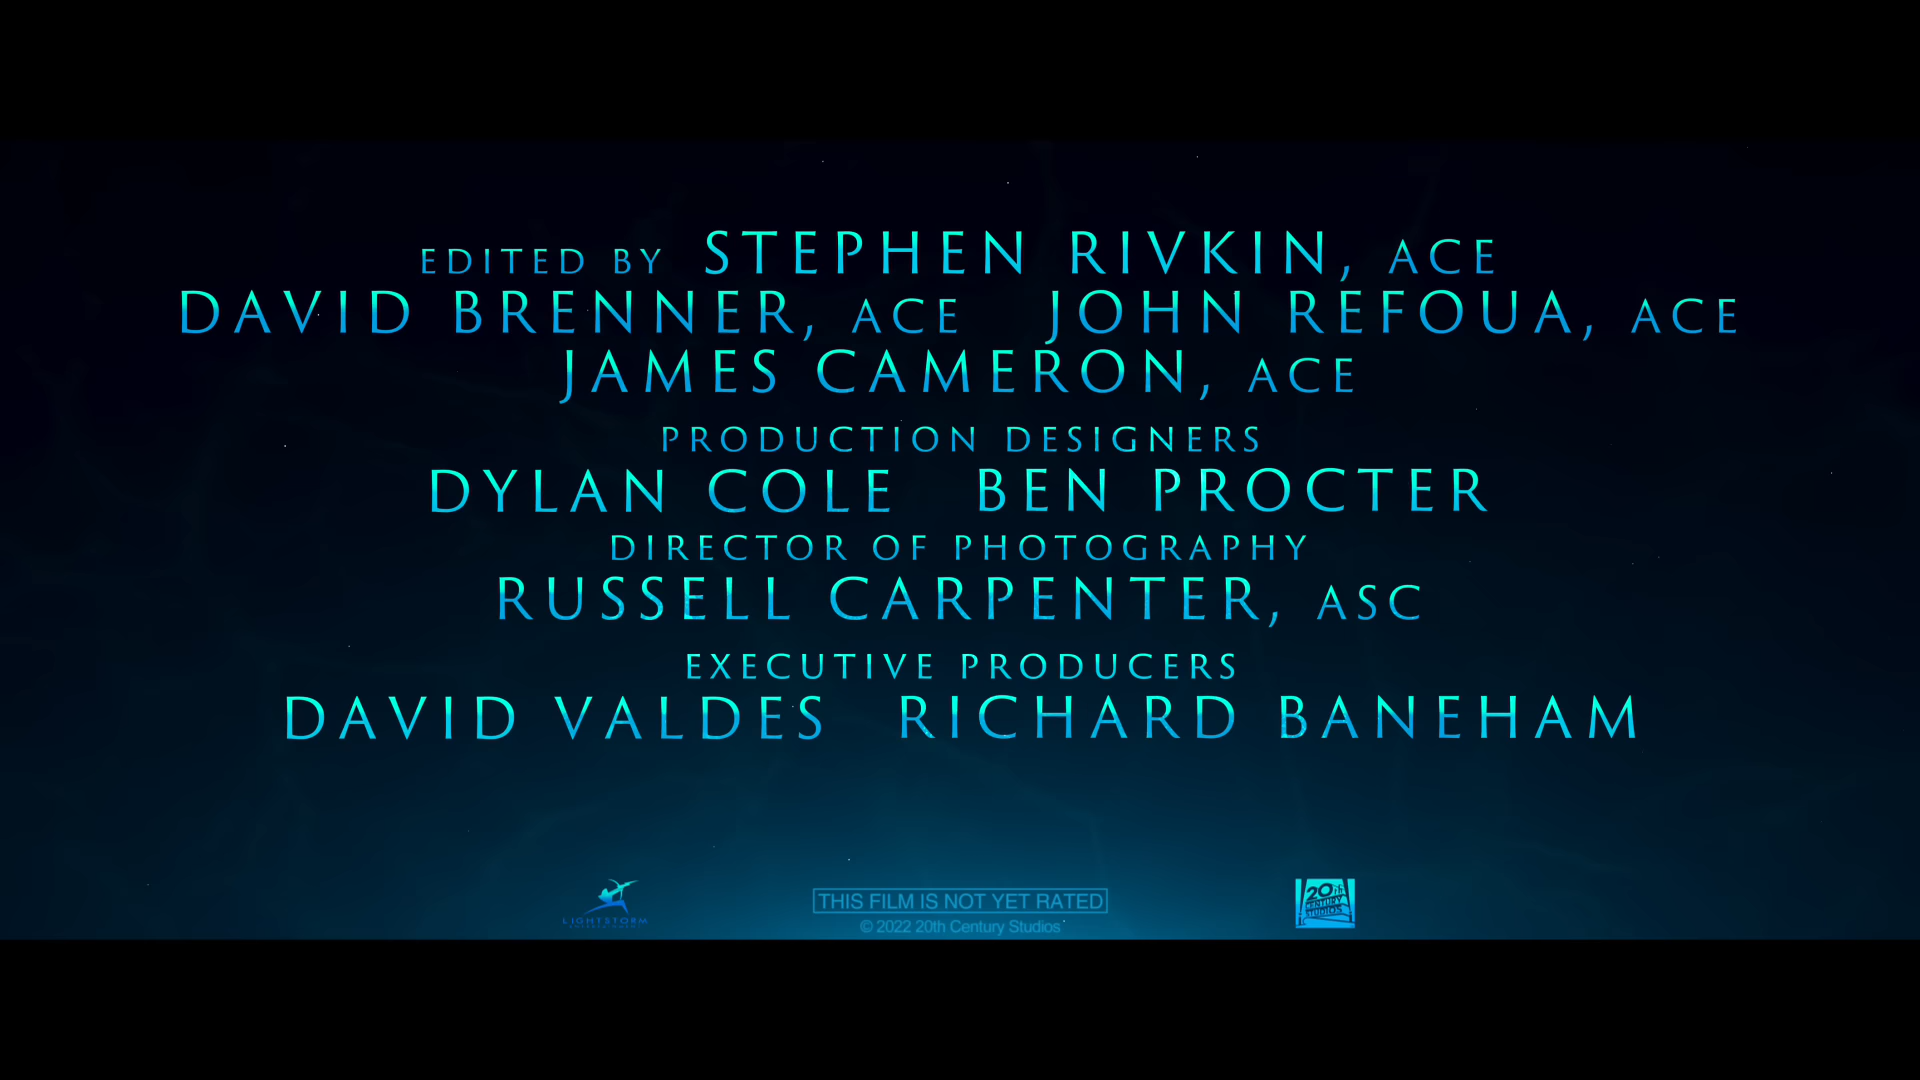 EDITED BY STEPHEN RIVKIN, ACE
DAVID BRENNER, ACE JOHN REFOUA, ACE
JAMES CAMERON, ACE
PRODUCTION DESIGNERS
DYLAN COLE BEN PROCTER
DIRECTOR OF PHOTOGRAPHY
RUSSELL CARPENTER, ASC
EXECUTIVE PRODUCERS
DAVID VALDES RICHARD BANEHAM
LIGHTSTORM
ENTERTAINMENT
THIS FILM IS NOT YET RATED
© 2022 20th Century Studios
20th
CENTURY
STUDIOS